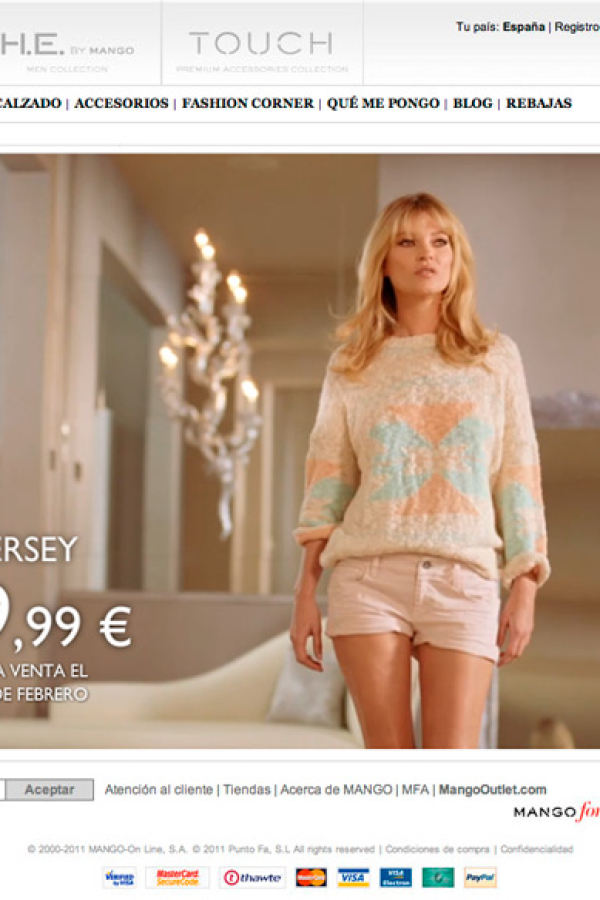 H.E. BY MANGO
MEN COLLECTION
TOUCH
PREMIUM ACCESSORIES COLLECTION
Tu país: España | Registro
CALZADO | ACCESORIOS | FASHION CORNER | QUÉ ME PONGO | BLOG | REBAJAS
ERSEY
9,99 €
A VENTA EL
DE FEBRERO
Aceptar
Atención al cliente | Tiendas | Acerca de MANGO | MFA | MangoOutlet.com
MANGO for
© 2000-2011 MANGO-On Line, S.A. © 2011 Punto Fa, S.L All rights reserved | Condiciones de compra | Confidencialidad
VERIFIED by VISA
MasterCard. SecureCode.
thawte
MasterCard
VISA
VISA Electron
PayPal